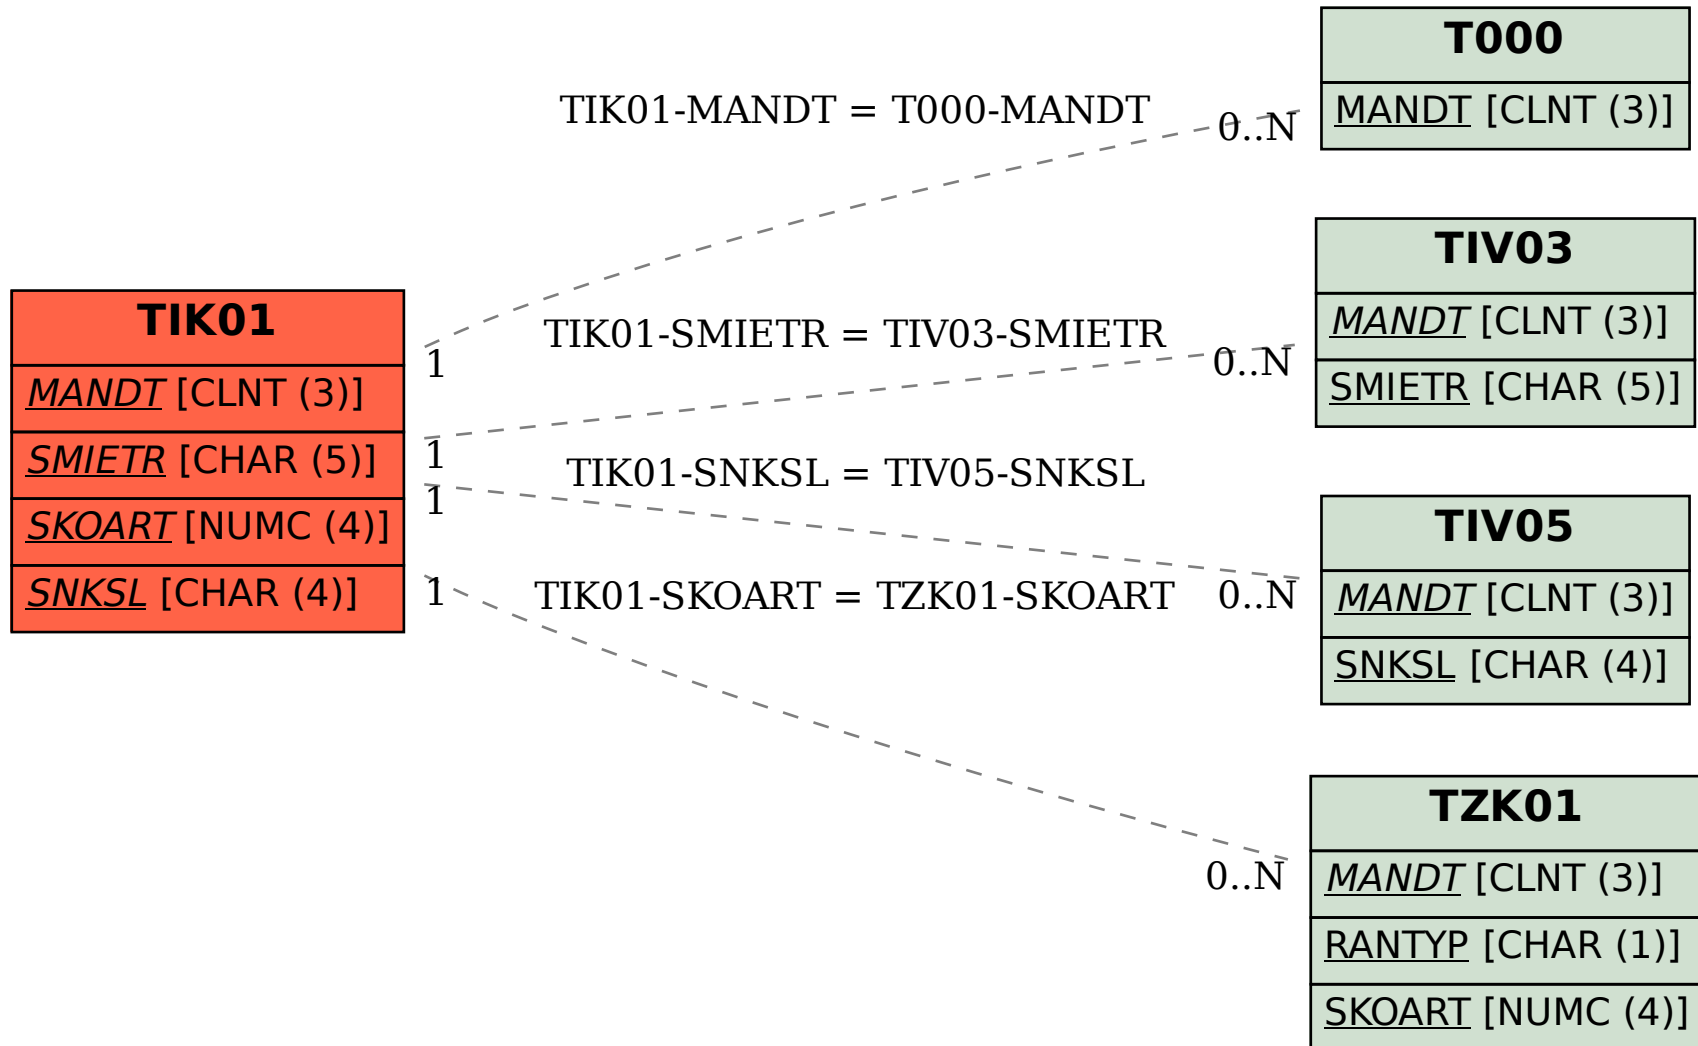 TIK01
MANDT [CLNT (3)]
SMIETR [CHAR (5)]
SKOART [NUMC (4)]
SNKSL [CHAR (4)]
TIK01-MANDT = T000-MANDT
1
0..N
TIK01-SMIETR = TIV03-SMIETR
1
0..N
TIK01-SNKSL = TIV05-SNKSL
1
0..N
TIK01-SKOART = TZK01-SKOART
1
0..N
T000
MANDT [CLNT (3)]
TIV03
MANDT [CLNT (3)]
SMIETR [CHAR (5)]
TIV05
MANDT [CLNT (3)]
SNKSL [CHAR (4)]
TZK01
MANDT [CLNT (3)]
RANTYP [CHAR (1)]
SKOART [NUMC (4)]